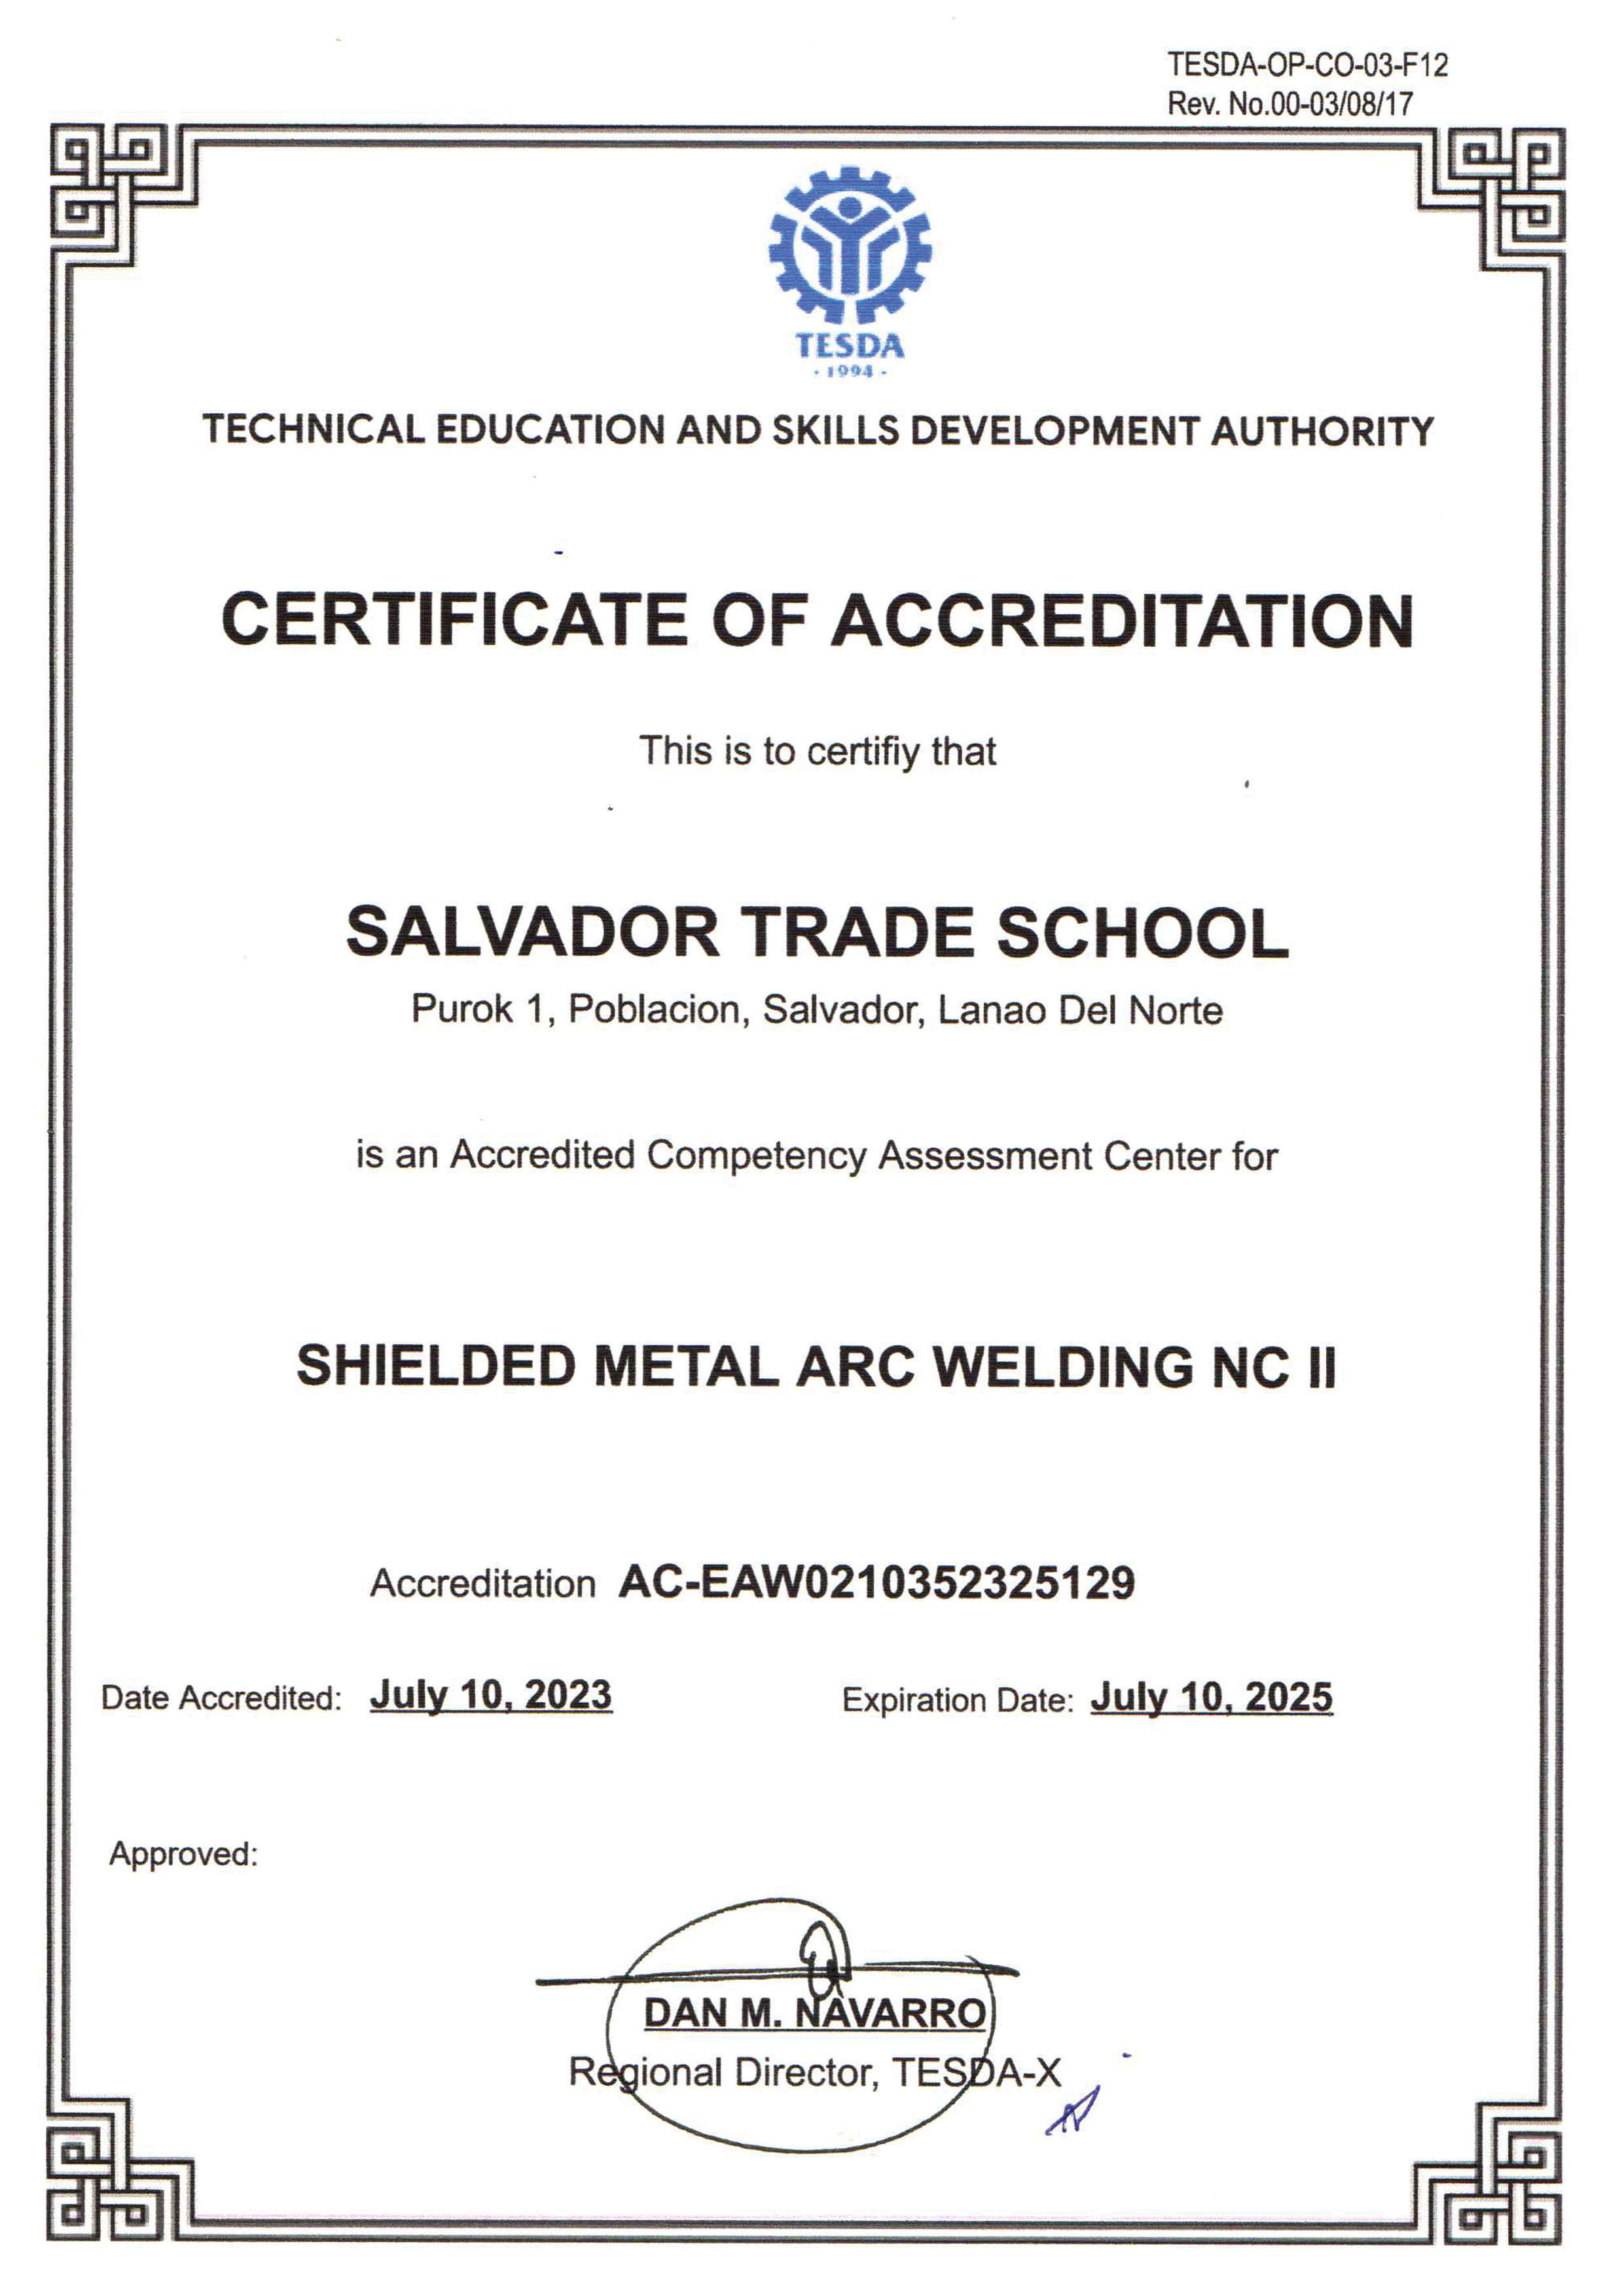 TESDA-OP-CO-03-F12
Rev. No.00-03/08/17
TESDA
· 1994 ·
TECHNICAL EDUCATION AND SKILLS DEVELOPMENT AUTHORITY
CERTIFICATE OF ACCREDITATION
This is to certifiy that
SALVADOR TRADE SCHOOL
Purok 1, Poblacion, Salvador, Lanao Del Norte
is an Accredited Competency Assessment Center for
SHIELDED METAL ARC WELDING NC II
Accreditation AC-EAW0210352325129
Date Accredited: July 10, 2023 Expiration Date: July 10, 2025
Approved:
DAN M. NAVARRO
Regional Director, TESDA-X